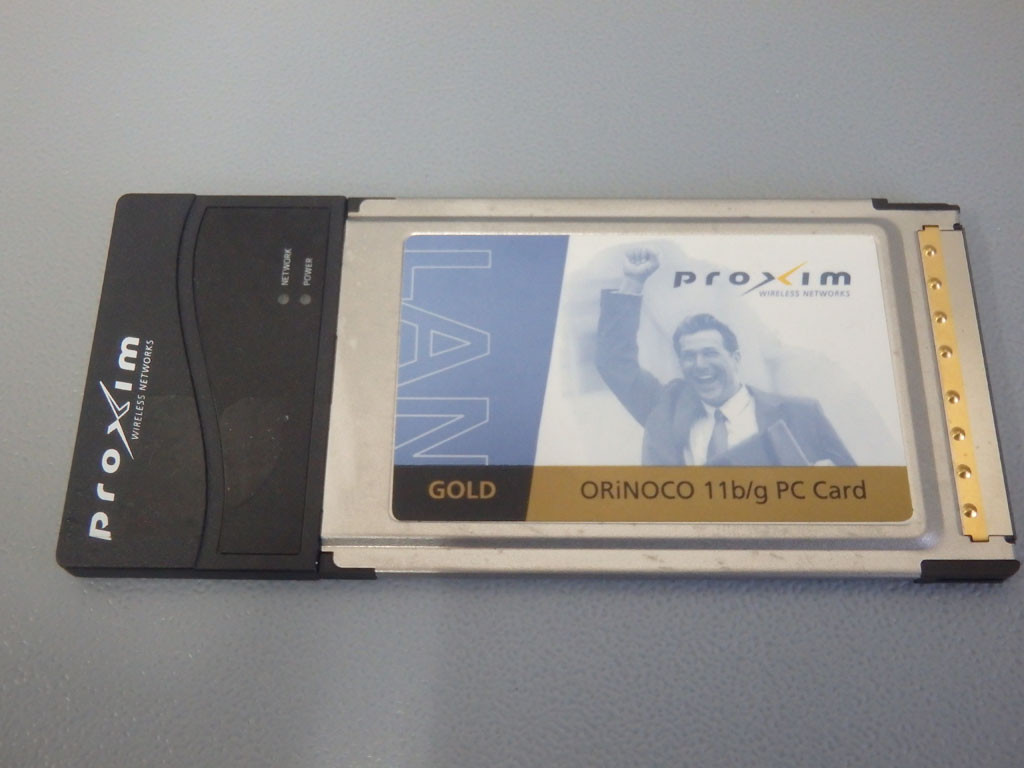 proxim
WIRELESS NETWORKS
NETWORK
POWER
LAN
proxim
WIRELESS NETWORKS
GOLD
ORiNOCO 11b/g PC Card